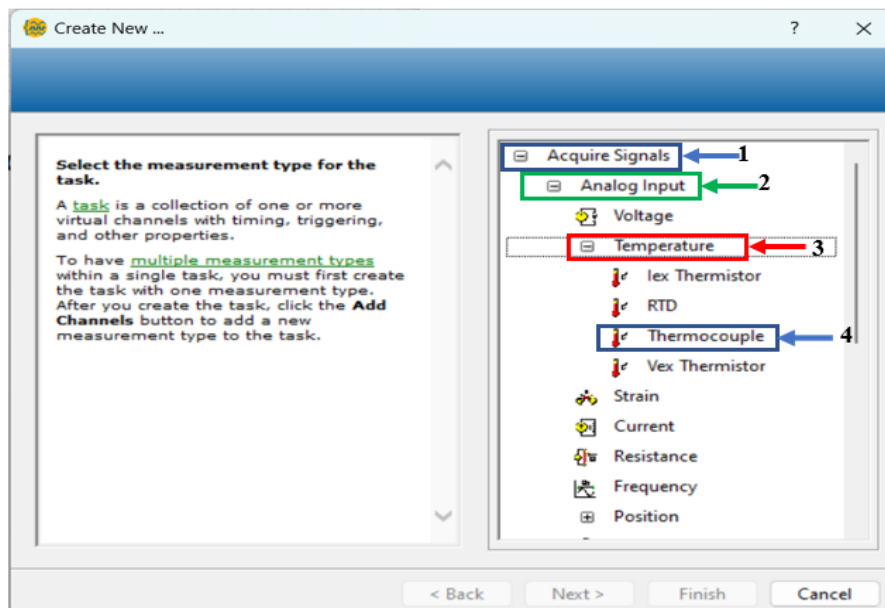 Create New ...
?
Select the measurement type for the
task.
A task is a collection of one or more
virtual channels with timing, triggering,
and other properties.
To have multiple measurement types
within a single task, you must first create
the task with one measurement type.
After you create the task, click the Add
Channels button to add a new
measurement type to the task.
Acquire Signals 1
Analog Input 2
Voltage
Temperature 3
Iex Thermistor
RTD
Thermocouple 4
Vex Thermistor
Strain
Current
Resistance
Frequency
Position
< Back Next > Finish Cancel